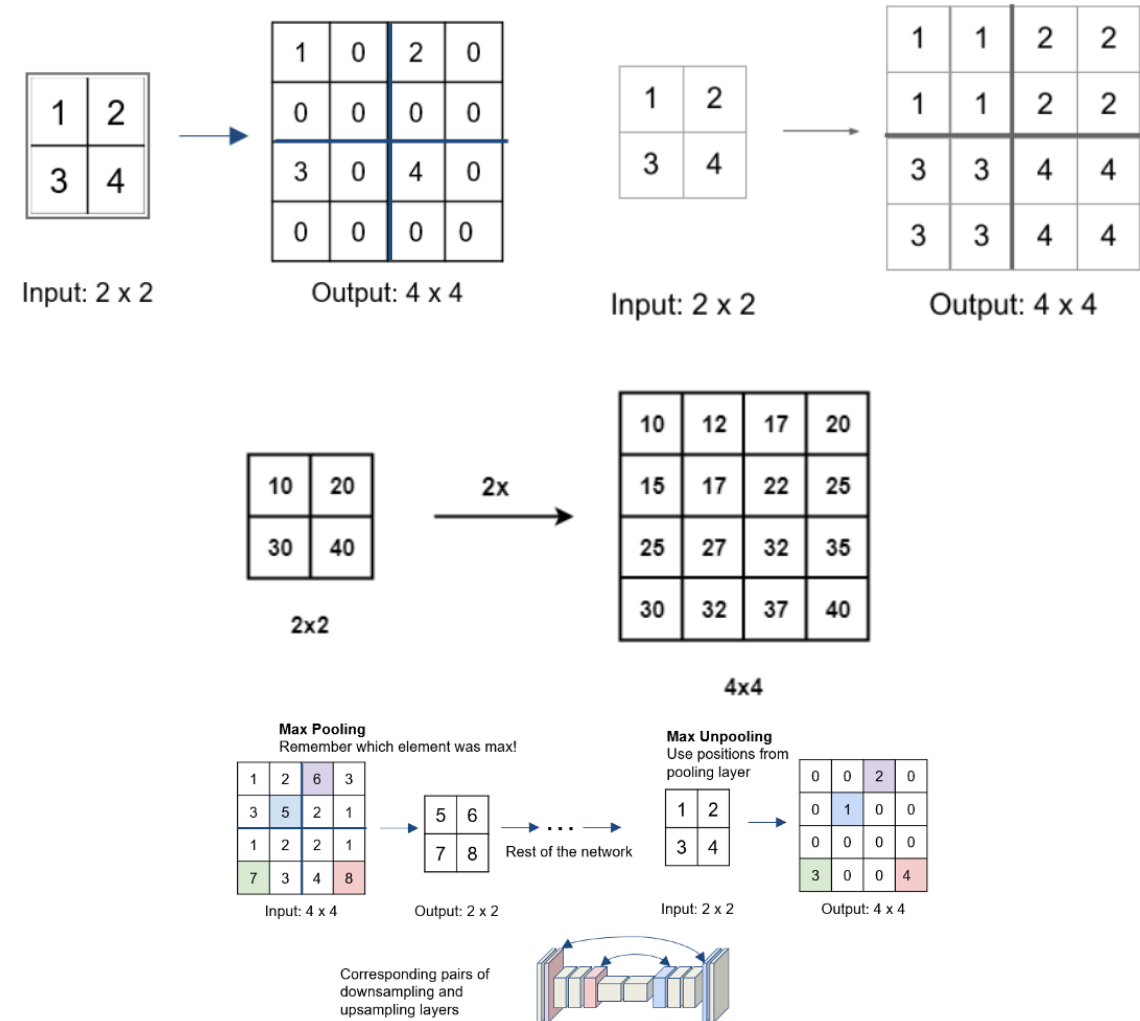 1 2
3 4
Input: 2 x 2
1 0 2 0
0 0 0 0
3 0 4 0
0 0 0 0
Output: 4 x 4
1 2
3 4
Input: 2 x 2
1 1 2 2
1 1 2 2
3 3 4 4
3 3 4 4
Output: 4 x 4
10 20
30 40
2x2
2x
10 12 17 20
15 17 22 25
25 27 32 35
30 32 37 40
4x4
Max Pooling
Remember which element was max!
1 2 6 3
3 5 2 1
1 2 2 1
7 3 4 8
Input: 4 x 4
5 6
7 8
Output: 2 x 2
...
Rest of the network
Max Unpooling
Use positions from
pooling layer
1 2
3 4
Input: 2 x 2
0 0 2 0
0 1 0 0
0 0 0 0
3 0 0 4
Output: 4 x 4
Corresponding pairs of
downsampling and
upsampling layers